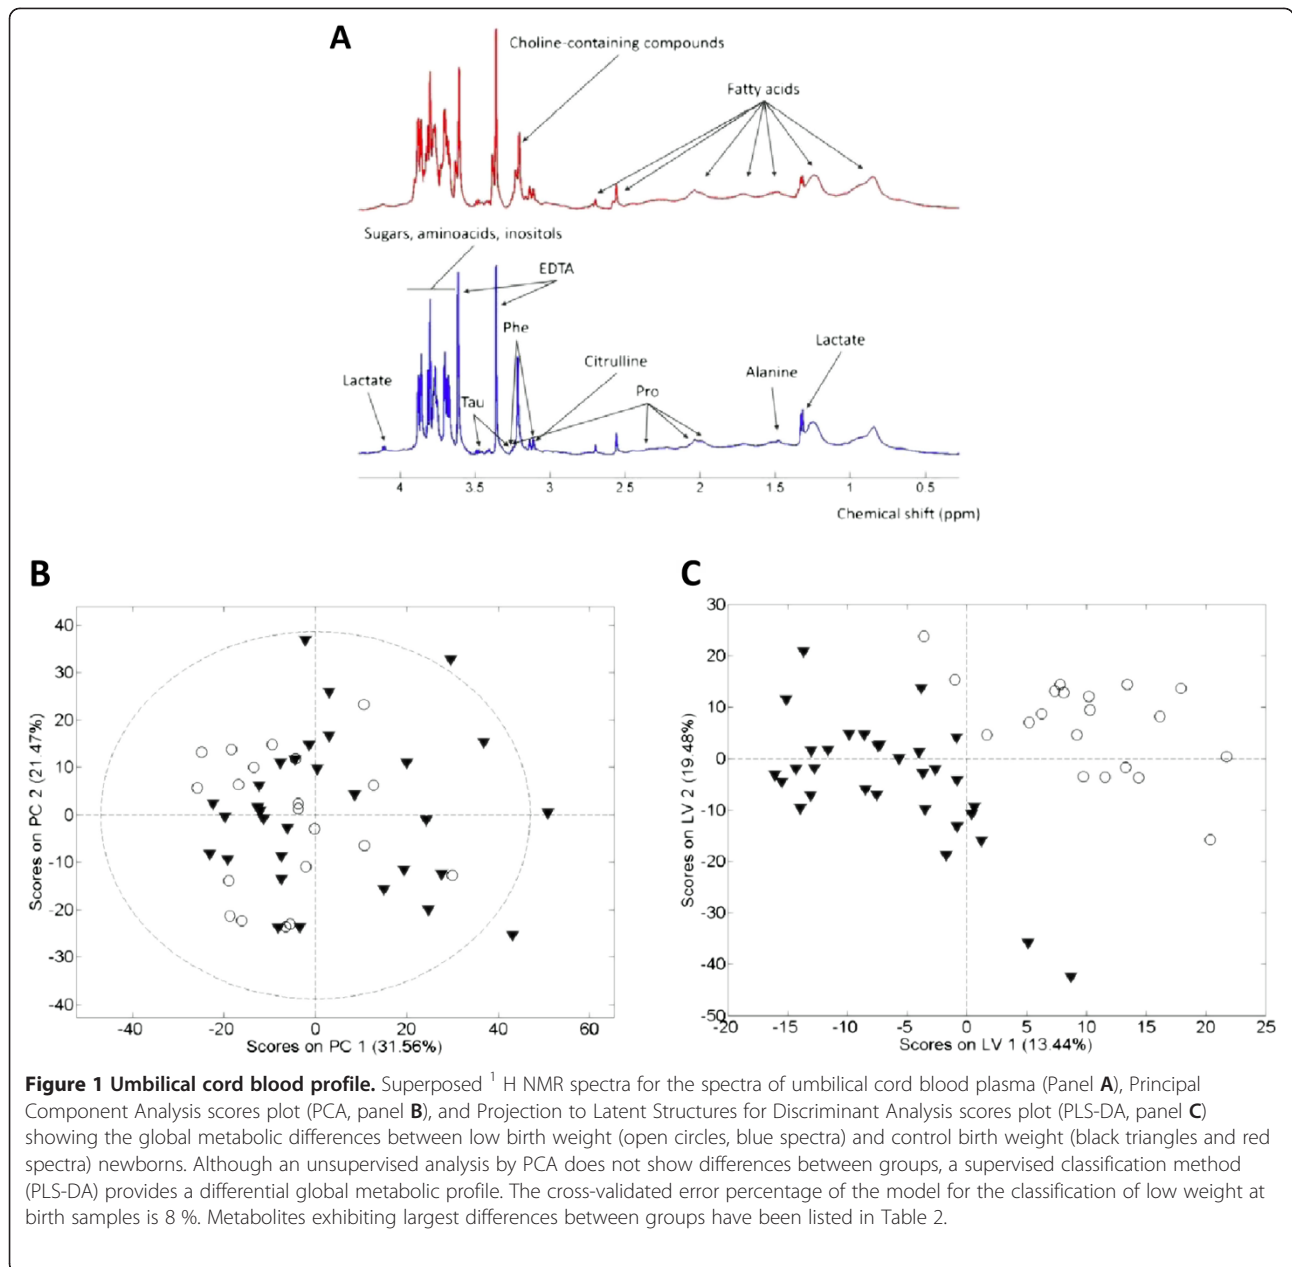 A
Choline-containing compounds
Fatty acids
Sugars, aminoacids, inositols
EDTA
Phe
Citrulline
Lactate
Alanine
Lactate
Tau
Pro
4 3.5 3 2.5 2 1.5 1 0.5
Chemical shift (ppm)
B
40
30
20
10
0
-10
-20
-30
-40
Scores on PC 2 (21.47%)
-40 -20 0 20 40 60
Scores on PC 1 (31.56%)
C
30
20
10
0
-10
-20
-30
-40
-50
Scores on LV 2 (19.48%)
-20 -15 -10 -5 0 5 10 15 20 25
Scores on LV 1 (13.44%)
Figure 1 Umbilical cord blood profile. Superposed ¹ H NMR spectra for the spectra of umbilical cord blood plasma (Panel A), Principal
Component Analysis scores plot (PCA, panel B), and Projection to Latent Structures for Discriminant Analysis scores plot (PLS-DA, panel C)
showing the global metabolic differences between low birth weight (open circles, blue spectra) and control birth weight (black triangles and red
spectra) newborns. Although an unsupervised analysis by PCA does not show differences between groups, a supervised classification method
(PLS-DA) provides a differential global metabolic profile. The cross-validated error percentage of the model for the classification of low weight at
birth samples is 8 %. Metabolites exhibiting largest differences between groups have been listed in Table 2.